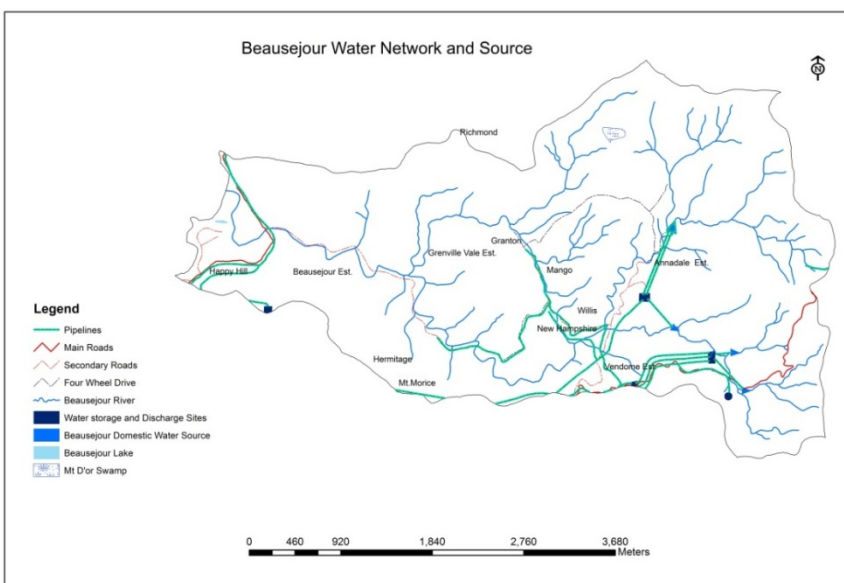 Beausejour Water Network and Source
N
Richmond
Granton
Grenville Vale Est.
Annadale Est.
Happy Hill
Beausejour Est.
Mango
Willis
New Hampshire
Hermitage
Vendome Est.
Mt.Morice
Legend
Pipelines
Main Roads
Secondary Roads
Four Wheel Drive
Beausejour River
Water storage and Discharge Sites
Beausejour Domestic Water Source
Beausejour Lake
Mt D'or Swamp
0 460 920 1,840 2,760 3,680
Meters